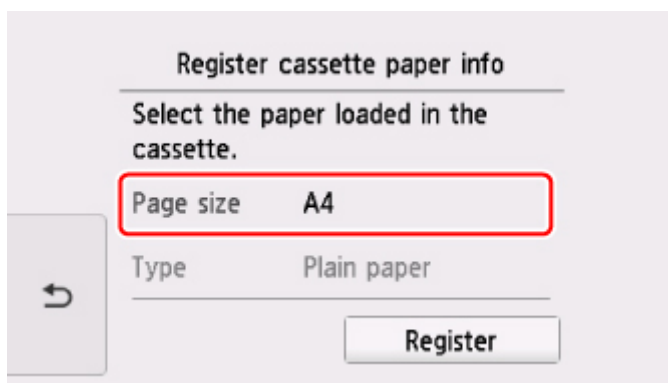 Register cassette paper info
Select the paper loaded in the
cassette.
Page size A4
Type Plain paper
Register